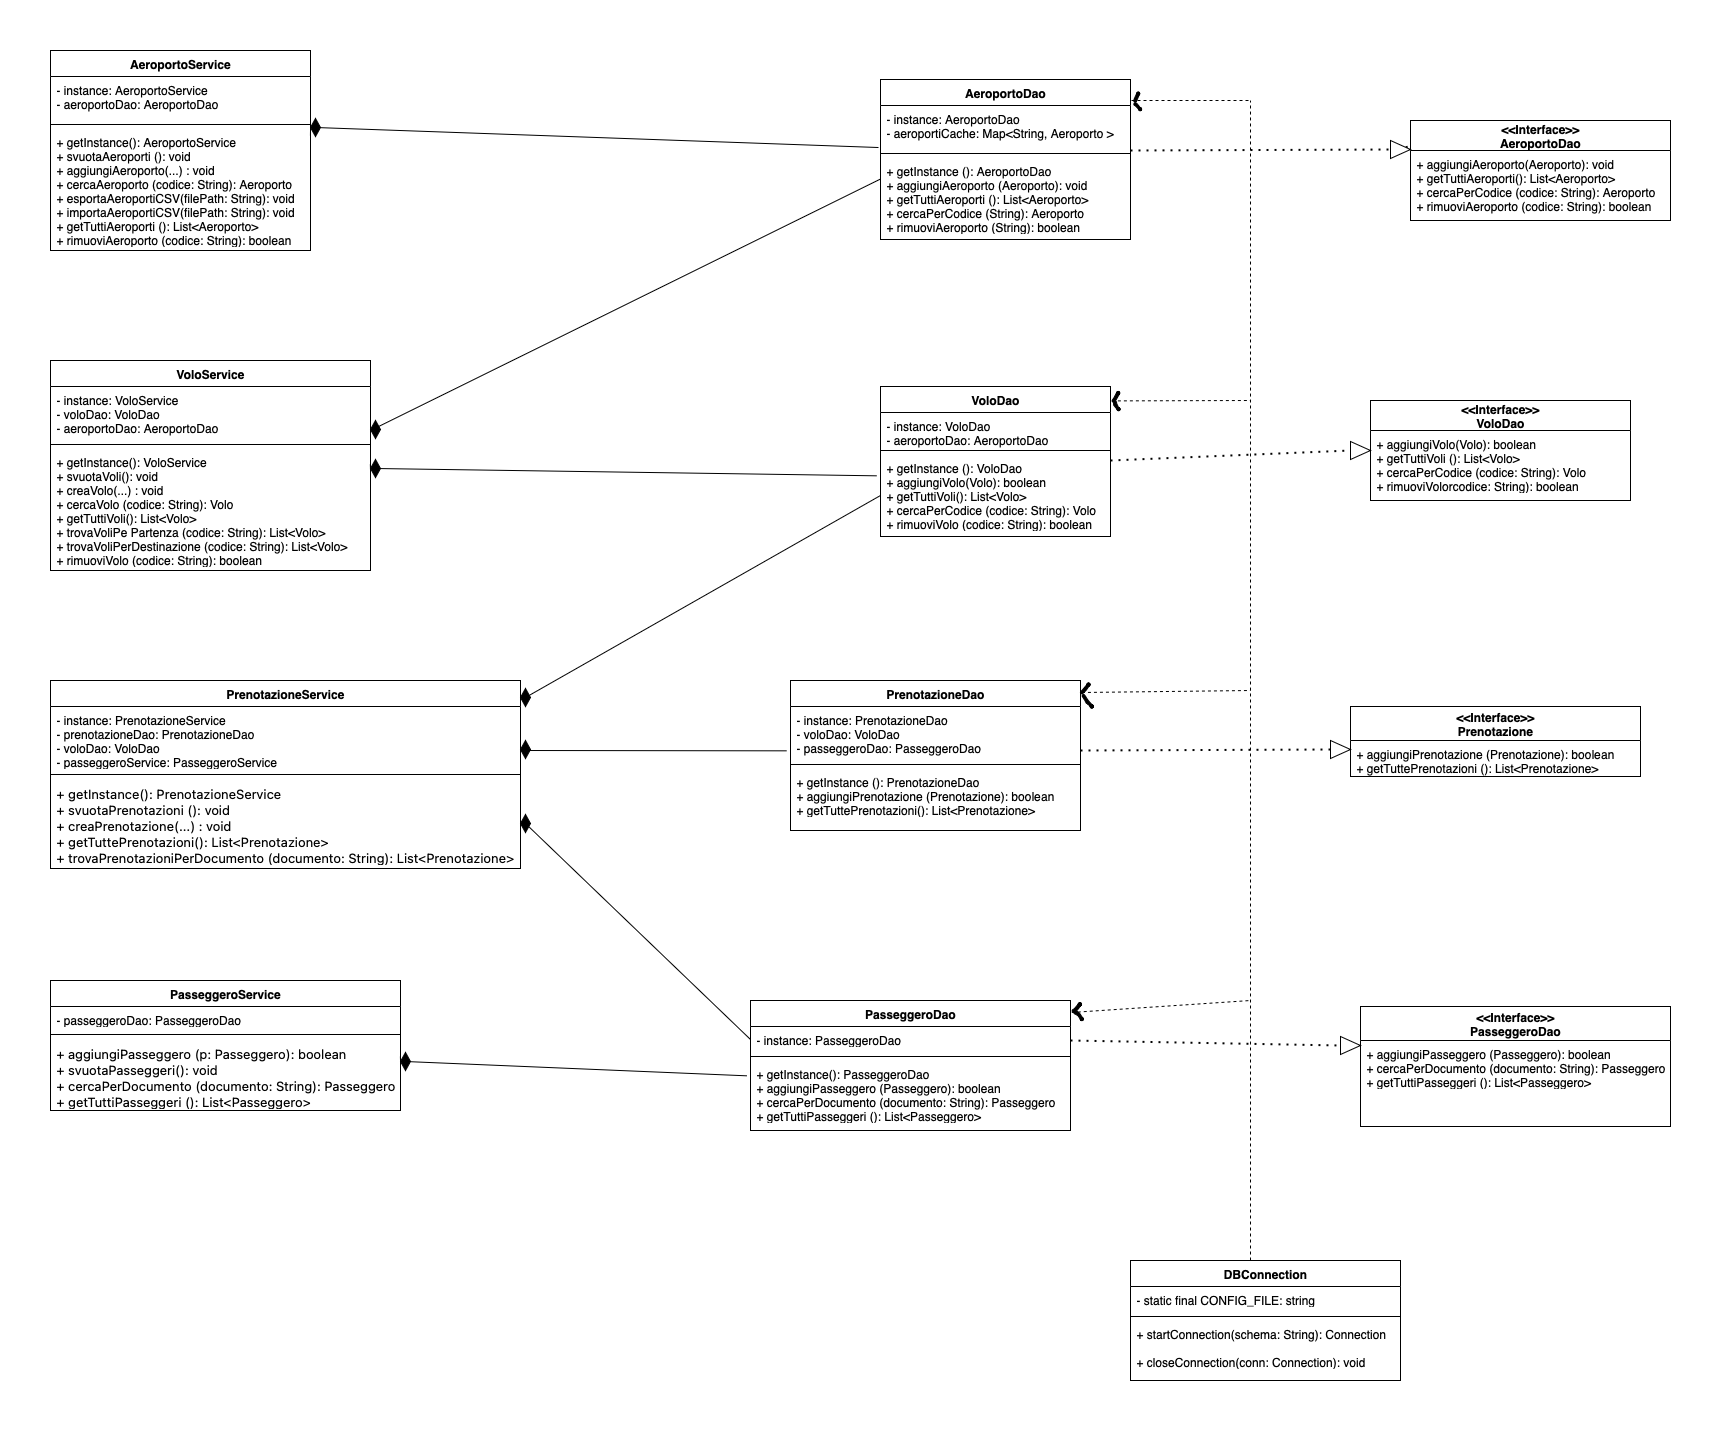 AeroportoService
- instance: AeroportoService
- aeroportoDao: AeroportoDao
+ getInstance(): AeroportoService
+ svuotaAeroporti (): void
+ aggiungiAeroporto(...) : void
+ cercaAeroporto (codice: String): Aeroporto
+ esportaAeroportiCSV(filePath: String): void
+ importaAeroportiCSV(filePath: String): void
+ getTuttiAeroporti (): List<Aeroporto>
+ rimuoviAeroporto (codice: String): boolean
AeroportoDao
- instance: AeroportoDao
- aeroportiCache: Map<String, Aeroporto >
+ getInstance (): AeroportoDao
+ aggiungiAeroporto (Aeroporto): void
+ getTuttiAeroporti (): List<Aeroporto>
+ cercaPerCodice (String): Aeroporto
+ rimuoviAeroporto (String): boolean
<<Interface>>
AeroportoDao
+ aggiungiAeroporto(Aeroporto): void
+ getTuttiAeroporti(): List<Aeroporto>
+ cercaPerCodice (codice: String): Aeroporto
+ rimuoviAeroporto (codice: String): boolean
VoloService
- instance: VoloService
- voloDao: VoloDao
- aeroportoDao: AeroportoDao
+ getInstance(): VoloService
+ svuotaVoli(): void
+ creaVolo(...) : void
+ cercaVolo (codice: String): Volo
+ getTuttiVoli(): List<Volo>
+ trovaVoliPe Partenza (codice: String): List<Volo>
+ trovaVoliPerDestinazione (codice: String): List<Volo>
+ rimuoviVolo (codice: String): boolean
VoloDao
- instance: VoloDao
- aeroportoDao: AeroportoDao
+ getInstance (): VoloDao
+ aggiungiVolo(Volo): boolean
+ getTuttiVoli(): List<Volo>
+ cercaPerCodice (codice: String): Volo
+ rimuoviVolo (codice: String): boolean
<<Interface>>
VoloDao
+ aggiungiVolo(Volo): boolean
+ getTuttiVoli (): List<Volo>
+ cercaPerCodice (codice: String): Volo
+ rimuoviVolorcodice: String): boolean
PrenotazioneService
- instance: PrenotazioneService
- prenotazioneDao: PrenotazioneDao
- voloDao: VoloDao
- passeggeroService: PasseggeroService
+ getInstance(): PrenotazioneService
+ svuotaPrenotazioni (): void
+ creaPrenotazione(...) : void
+ getTuttePrenotazioni(): List<Prenotazione>
+ trovaPrenotazioniPerDocumento (documento: String): List<Prenotazione>
PrenotazioneDao
- instance: PrenotazioneDao
- voloDao: VoloDao
- passeggeroDao: PasseggeroDao
+ getInstance (): PrenotazioneDao
+ aggiungiPrenotazione (Prenotazione): boolean
+ getTuttePrenotazioni(): List<Prenotazione>
<<Interface>>
Prenotazione
+ aggiungiPrenotazione (Prenotazione): boolean
+ getTuttePrenotazioni (): List<Prenotazione>
PasseggeroService
- passeggeroDao: PasseggeroDao
+ aggiungiPasseggero (p: Passeggero): boolean
+ svuotaPasseggeri(): void
+ cercaPerDocumento (documento: String): Passeggero
+ getTuttiPasseggeri (): List<Passeggero>
PasseggeroDao
- instance: PasseggeroDao
+ getInstance(): PasseggeroDao
+ aggiungiPasseggero (Passeggero): boolean
+ cercaPerDocumento (documento: String): Passeggero
+ getTuttiPasseggeri (): List<Passeggero>
<<Interface>>
PasseggeroDao
+ aggiungiPasseggero (Passeggero): boolean
+ cercaPerDocumento (documento: String): Passeggero
+ getTuttiPasseggeri (): List<Passeggero>
DBConnection
- static final CONFIG_FILE: string
+ startConnection(schema: String): Connection
+ closeConnection(conn: Connection): void